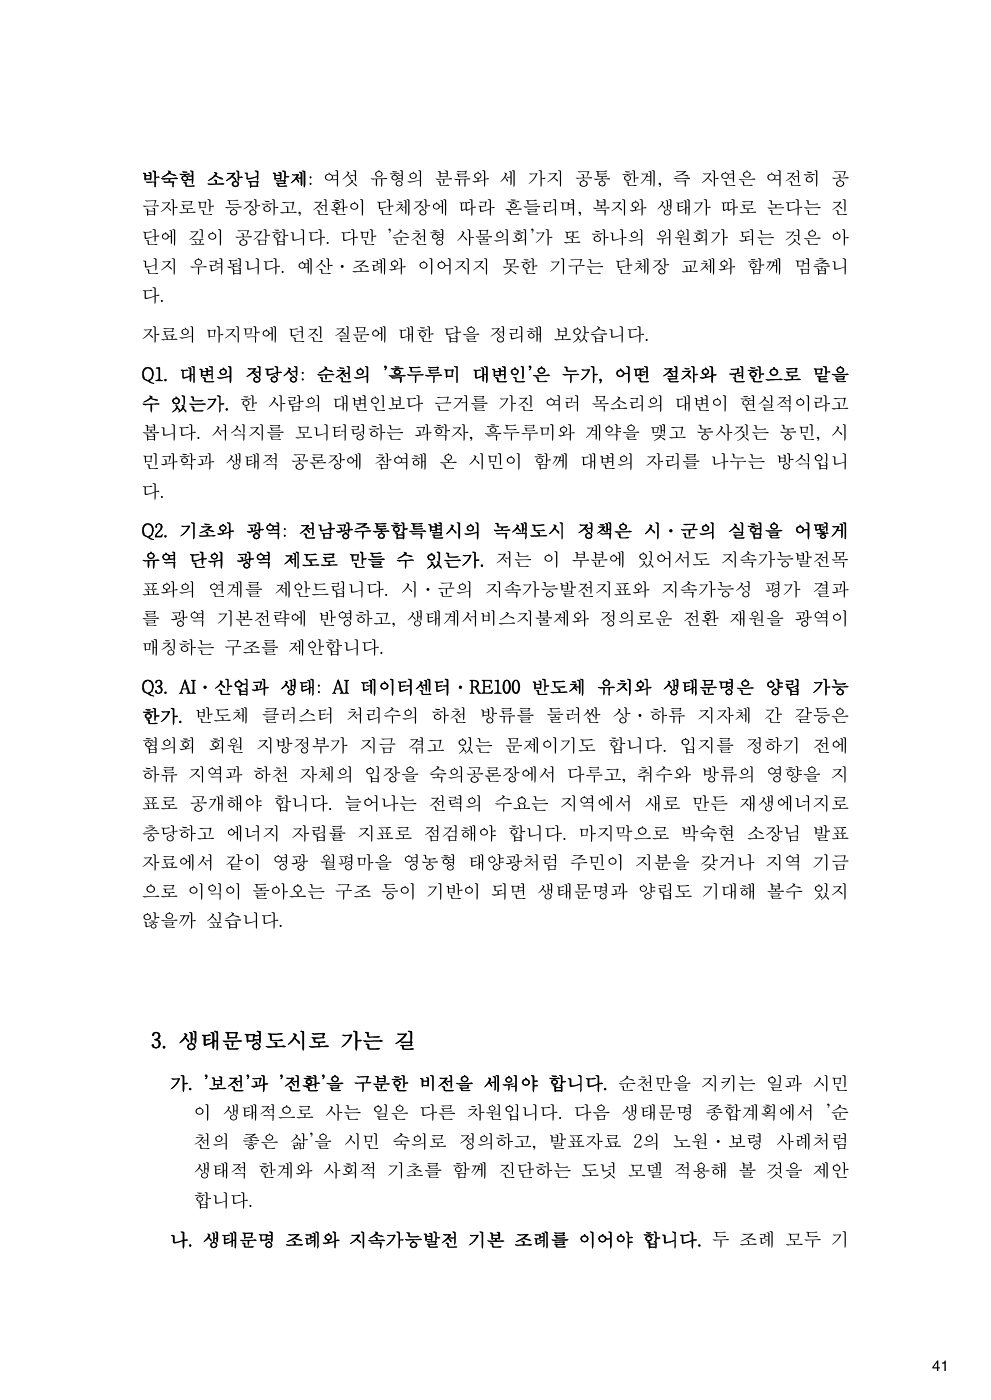 박숙현 소장님 발제: 여섯 유형의 분류와 세 가지 공통 한계, 즉 자연은 여전히 공
급자로만 등장하고, 전환이 단체장에 따라 흔들리며, 복지와 생태가 따로 논다는 진
단에 깊이 공감합니다. 다만 '순천형 사물의회'가 또 하나의 위원회가 되는 것은 아
닌지 우려됩니다. 예산·조례와 이어지지 못한 기구는 단체장 교체와 함께 멈춥니
다.
자료의 마지막에 던진 질문에 대한 답을 정리해 보았습니다.
Q1. 대변의 정당성: 순천의 '흑두루미 대변인'은 누가, 어떤 절차와 권한으로 맡을
수 있는가. 한 사람의 대변인보다 근거를 가진 여러 목소리의 대변이 현실적이라고
봅니다. 서식지를 모니터링하는 과학자, 흑두루미와 계약을 맺고 농사짓는 농민, 시
민과학과 생태적 공론장에 참여해 온 시민이 함께 대변의 자리를 나누는 방식입니
다.
Q2. 기초와 광역: 전남광주통합특별시의 녹색도시 정책은 시·군의 실험을 어떻게
유역 단위 광역 제도로 만들 수 있는가. 저는 이 부분에 있어서도 지속가능발전목
표와의 연계를 제안드립니다. 시·군의 지속가능발전지표와 지속가능성 평가 결과
를 광역 기본전략에 반영하고, 생태계서비스지불제와 정의로운 전환 재원을 광역이
매칭하는 구조를 제안합니다.
Q3. AI·산업과 생태: AI 데이터센터·RE100 반도체 유치와 생태문명은 양립 가능
한가. 반도체 클러스터 처리수의 하천 방류를 둘러싼 상·하류 지자체 간 갈등은
협의회 회원 지방정부가 지금 겪고 있는 문제이기도 합니다. 입지를 정하기 전에
하류 지역과 하천 자체의 입장을 숙의공론장에서 다루고, 취수와 방류의 영향을 지
표로 공개해야 합니다. 늘어나는 전력의 수요는 지역에서 새로 만든 재생에너지로
충당하고 에너지 자립률 지표로 점검해야 합니다. 마지막으로 박숙현 소장님 발표
자료에서 같이 영광 월평마을 영농형 태양광처럼 주민이 지분을 갖거나 지역 기금
으로 이익이 돌아오는 구조 등이 기반이 되면 생태문명과 양립도 기대해 볼수 있지
않을까 싶습니다.
3. 생태문명도시로 가는 길
가. '보전'과 '전환'을 구분한 비전을 세워야 합니다. 순천만을 지키는 일과 시민
이 생태적으로 사는 일은 다른 차원입니다. 다음 생태문명 종합계획에서 '순
천의 좋은 삶'을 시민 숙의로 정의하고, 발표자료 2의 노원·보령 사례처럼
생태적 한계와 사회적 기초를 함께 진단하는 도넛 모델 적용해 볼 것을 제안
합니다.
나. 생태문명 조례와 지속가능발전 기본 조례를 이어야 합니다. 두 조례 모두 기
41